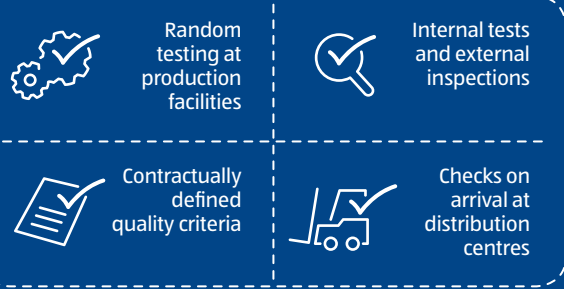 Random
testing at
production
facilities
Internal tests
and external
inspections
Contractually
defined
quality criteria
Checks on
arrival at
distribution
centres